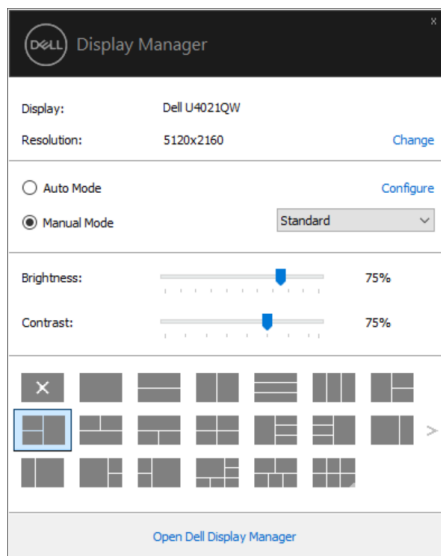 x
DELL Display Manager
Display: Dell U4021QW
Resolution: 5120x2160 Change
Auto Mode Configure
Manual Mode Standard
Brightness: 75%
Contrast: 75%
Open Dell Display Manager